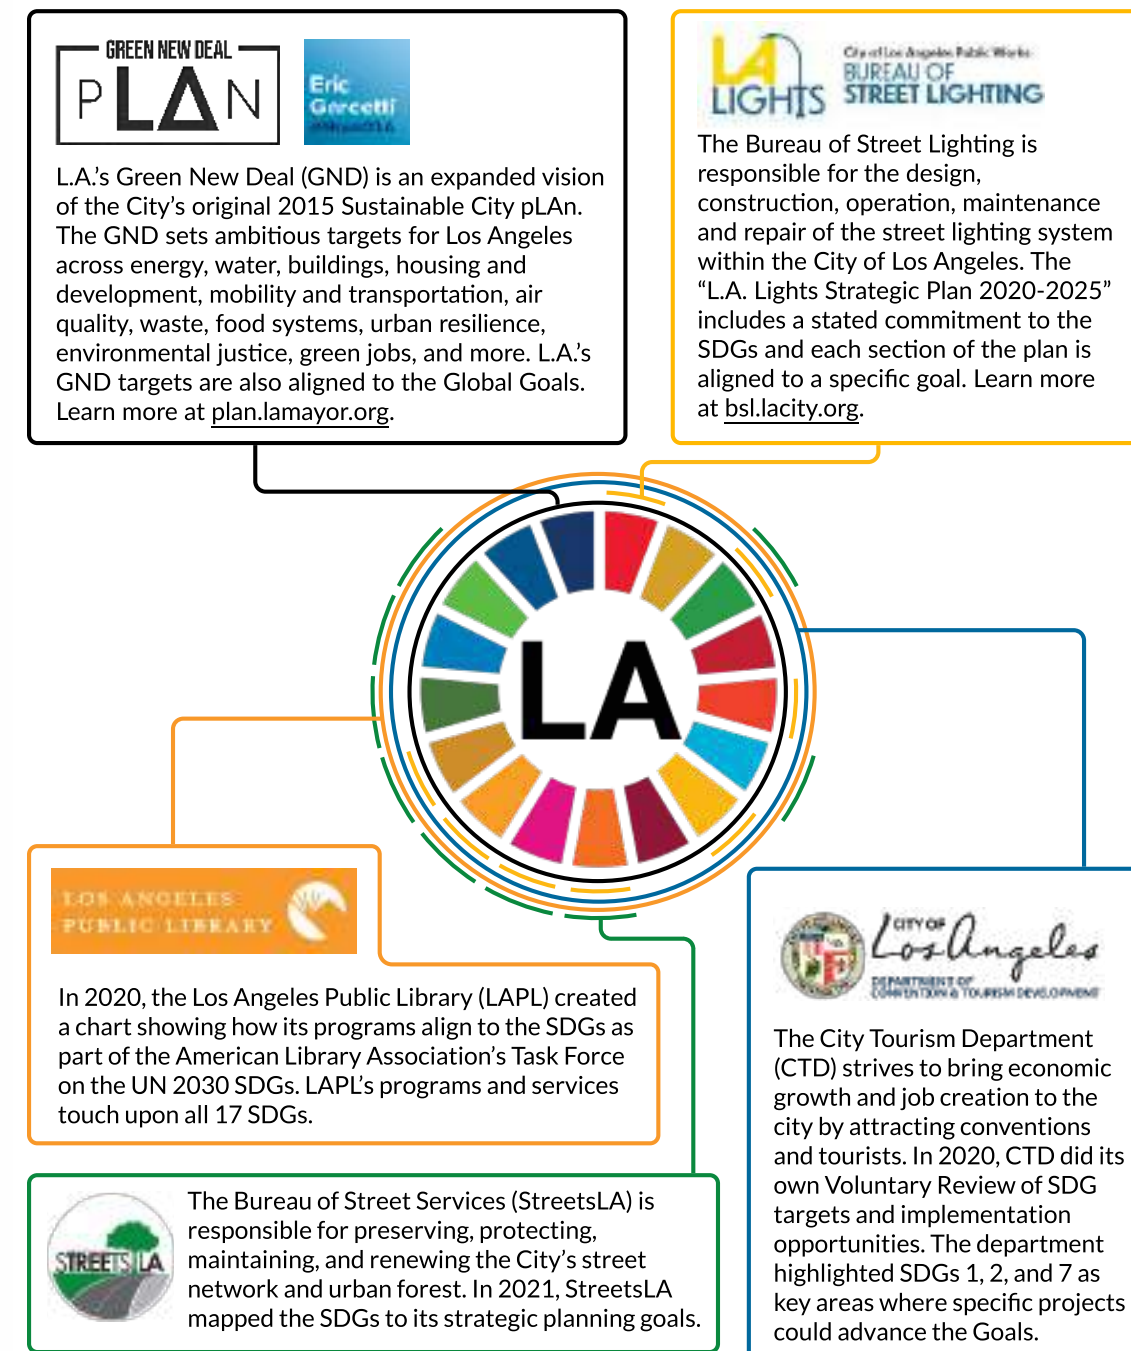 GREEN NEW DEAL
pLAN
Eric
Garcetti
L.A.’s Green New Deal (GND) is an expanded vision
of the City’s original 2015 Sustainable City pLAn.
The GND sets ambitious targets for Los Angeles
across energy, water, buildings, housing and
development, mobility and transportation, air
quality, waste, food systems, urban resilience,
environmental justice, green jobs, and more. L.A.’s
GND targets are also aligned to the Global Goals.
Learn more at plan.lamayor.org.
LA
LIGHTS
City of Los Angeles Public Works
BUREAU OF
STREET LIGHTING
The Bureau of Street Lighting is
responsible for the design,
construction, operation, maintenance
and repair of the street lighting system
within the City of Los Angeles. The
“L.A. Lights Strategic Plan 2020-2025”
includes a stated commitment to the
SDGs and each section of the plan is
aligned to a specific goal. Learn more
at bsl.lacity.org.
LA
LOS ANGELES
PUBLIC LIBRARY
In 2020, the Los Angeles Public Library (LAPL) created
a chart showing how its programs align to the SDGs as
part of the American Library Association’s Task Force
on the UN 2030 SDGs. LAPL’s programs and services
touch upon all 17 SDGs.
STREETS LA
The Bureau of Street Services (StreetsLA) is
responsible for preserving, protecting,
maintaining, and renewing the City’s street
network and urban forest. In 2021, StreetsLA
mapped the SDGs to its strategic planning goals.
CITY OF
Los Angeles
DEPARTMENT OF
CONVENTION & TOURISM DEVELOPMENT
The City Tourism Department
(CTD) strives to bring economic
growth and job creation to the
city by attracting conventions
and tourists. In 2020, CTD did its
own Voluntary Review of SDG
targets and implementation
opportunities. The department
highlighted SDGs 1, 2, and 7 as
key areas where specific projects
could advance the Goals.